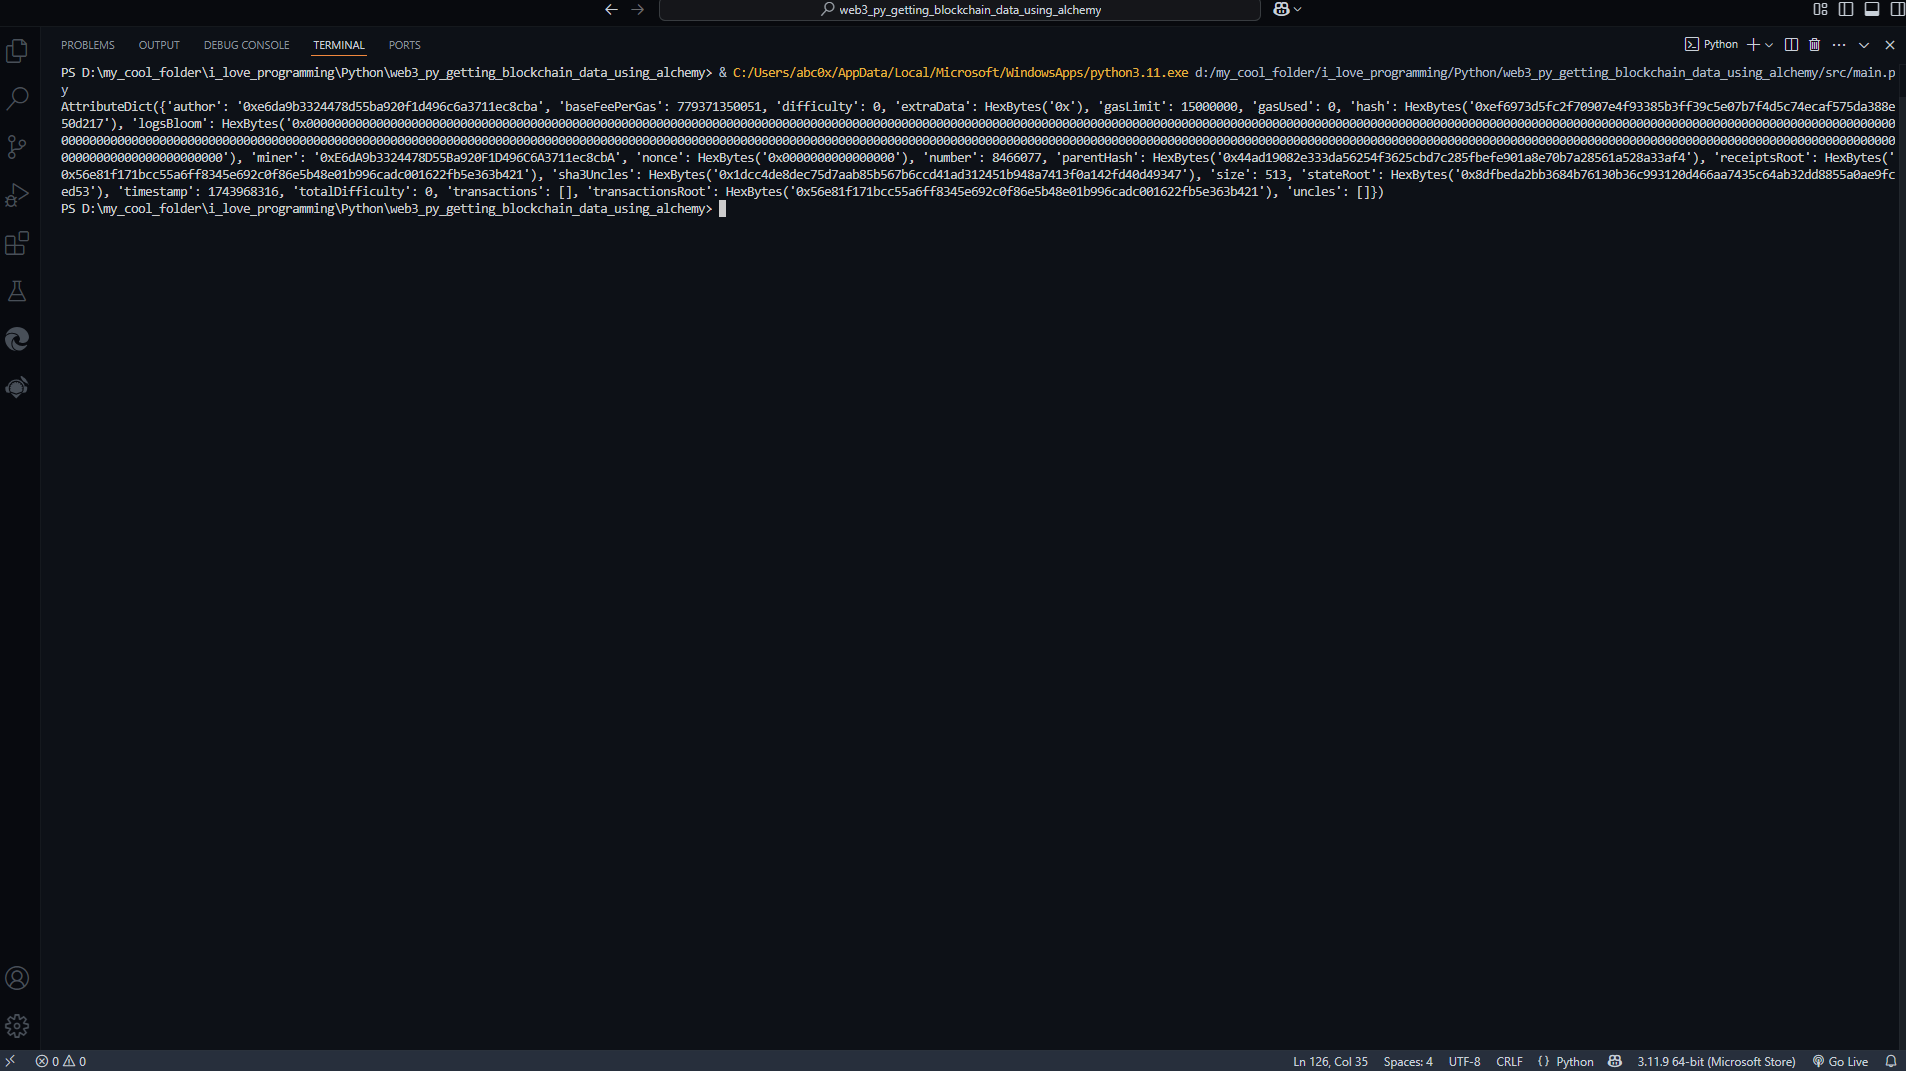 web3_py_getting_blockchain_data_using_alchemy
PROBLEMS OUTPUT DEBUG CONSOLE TERMINAL PORTS
Python
PS D:\my_cool_folder\i_love_programming\Python\web3_py_getting_blockchain_data_using_alchemy> & C:/Users/abc0x/AppData/Local/Microsoft/WindowsApps/python3.11.exe d:/my_cool_folder/i_love_programming/Python/web3_py_getting_blockchain_data_using_alchemy/src/main.p
y
AttributeDict({'author': '0xe6da9b3324478d55ba920f1d496c6a3711ec8cba', 'baseFeePerGas': 779371350051, 'difficulty': 0, 'extraData': HexBytes('0x'), 'gasLimit': 15000000, 'gasUsed': 0, 'hash': HexBytes('0xef6973d5fc2f70907e4f93385b3ff39c5e07b7f4d5c74ecaf575da388e
50d217'), 'logsBloom': HexBytes('
'), 'miner': '0xE6dA9b3324478D55Ba920F1D496C6A3711ec8cbA', 'nonce': HexBytes('0x0000000000000000'), 'number': 8466077, 'parentHash': HexBytes('0x44ad19082e333da56254f3625cbd7c285fbefe901a8e70b7a28561a528a33af4'), 'receiptsRoot': HexBytes('
0x56e81f171bcc55a6ff8345e692c0f86e5b48e01b996cadc001622fb5e363b421'), 'sha3Uncles': HexBytes('0x1dcc4de8dec75d7aab85b567b6ccd41ad312451b948a7413f0a142fd40d49347'), 'size': 513, 'stateRoot': HexBytes('0x8dfbeda2bb3684b76130b36c993120d466aa7435c64ab32dd8855a0ae9fc
ed53'), 'timestamp': 1743968316, 'totalDifficulty': 0, 'transactions': [], 'transactionsRoot': HexBytes('0x56e81f171bcc55a6ff8345e692c0f86e5b48e01b996cadc001622fb5e363b421'), 'uncles': []})
PS D:\my_cool_folder\i_love_programming\Python\web3_py_getting_blockchain_data_using_alchemy>
0 0 Ln 126, Col 35 Spaces: 4 UTF-8 CRLF {} Python 3.11.9 64-bit (Microsoft Store) Go Live